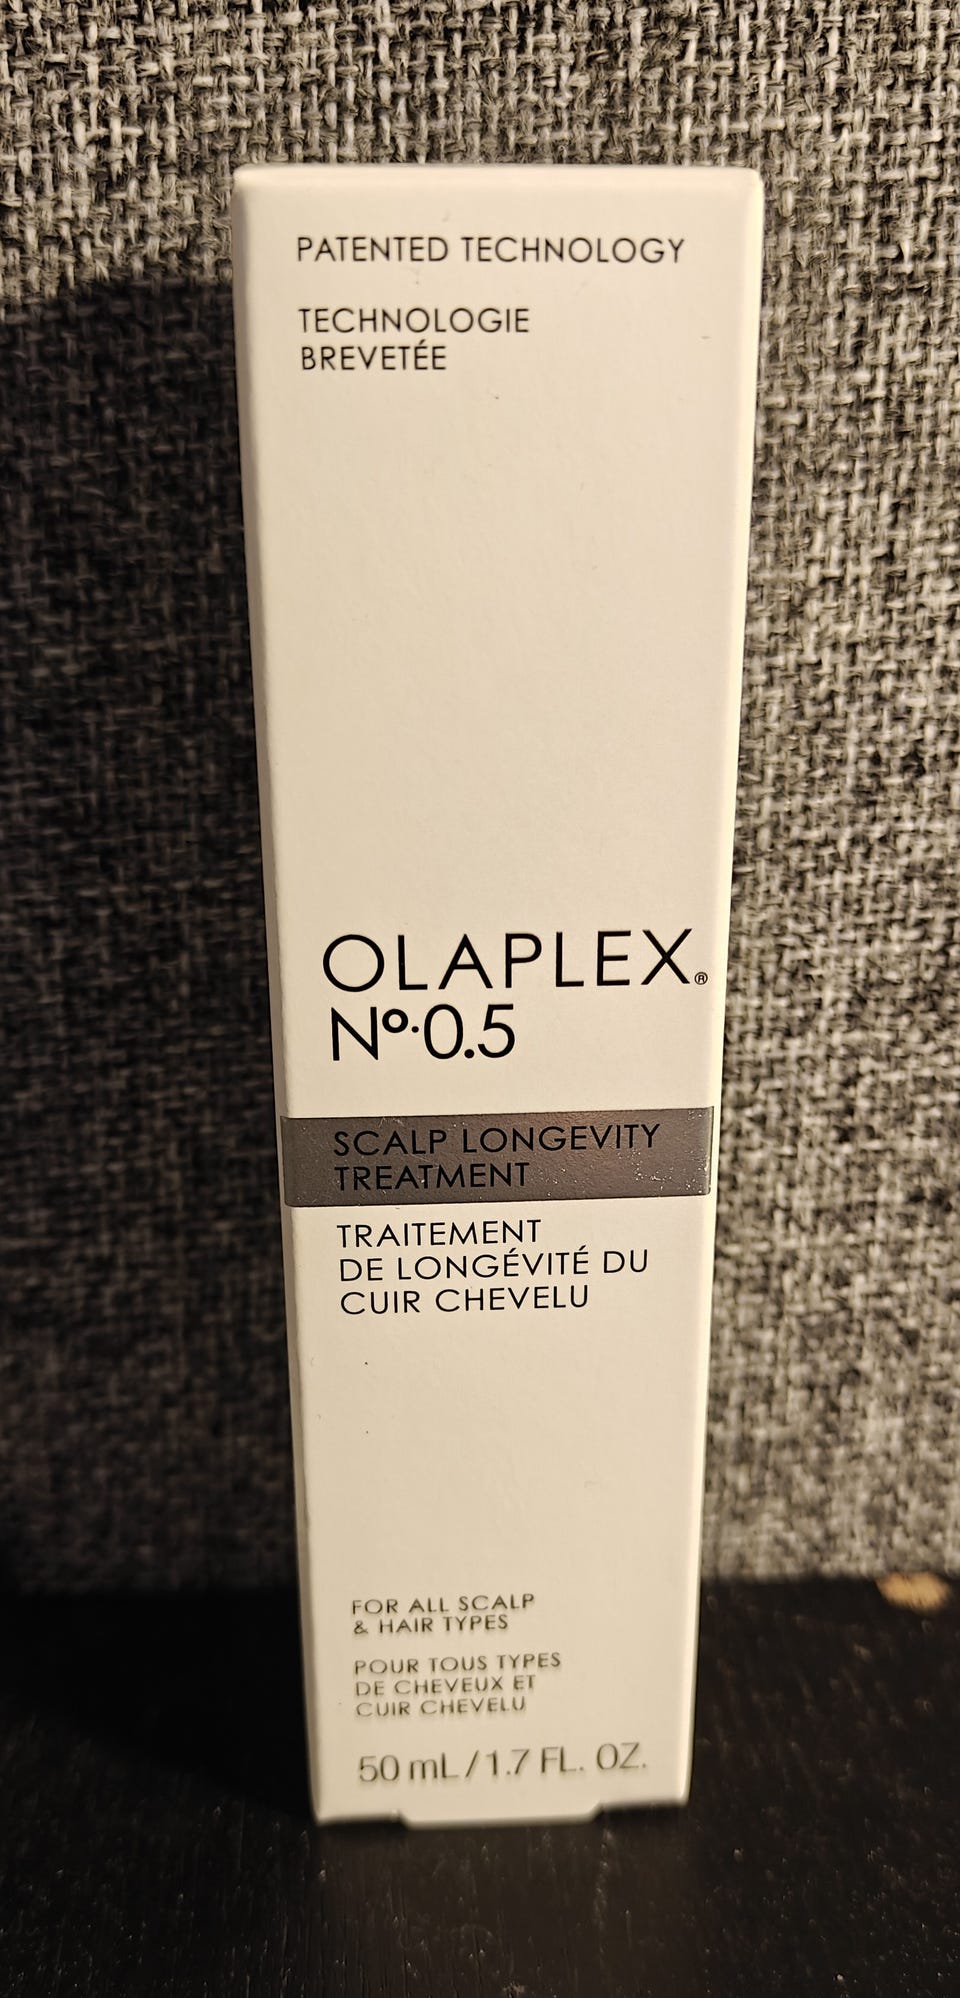 PATENTED TECHNOLOGY
TECHNOLOGIE
BREVETÉE
OLAPLEX®
Nº.0.5
SCALP LONGEVITY
TREATMENT
TRAITEMENT
DE LONGÉVITÉ DU
CUIR CHEVELU
FOR ALL SCALP
& HAIR TYPES
POUR TOUS TYPES
DE CHEVEUX ET
CUIR CHEVELU
50 mL / 1.7 FL. OZ.